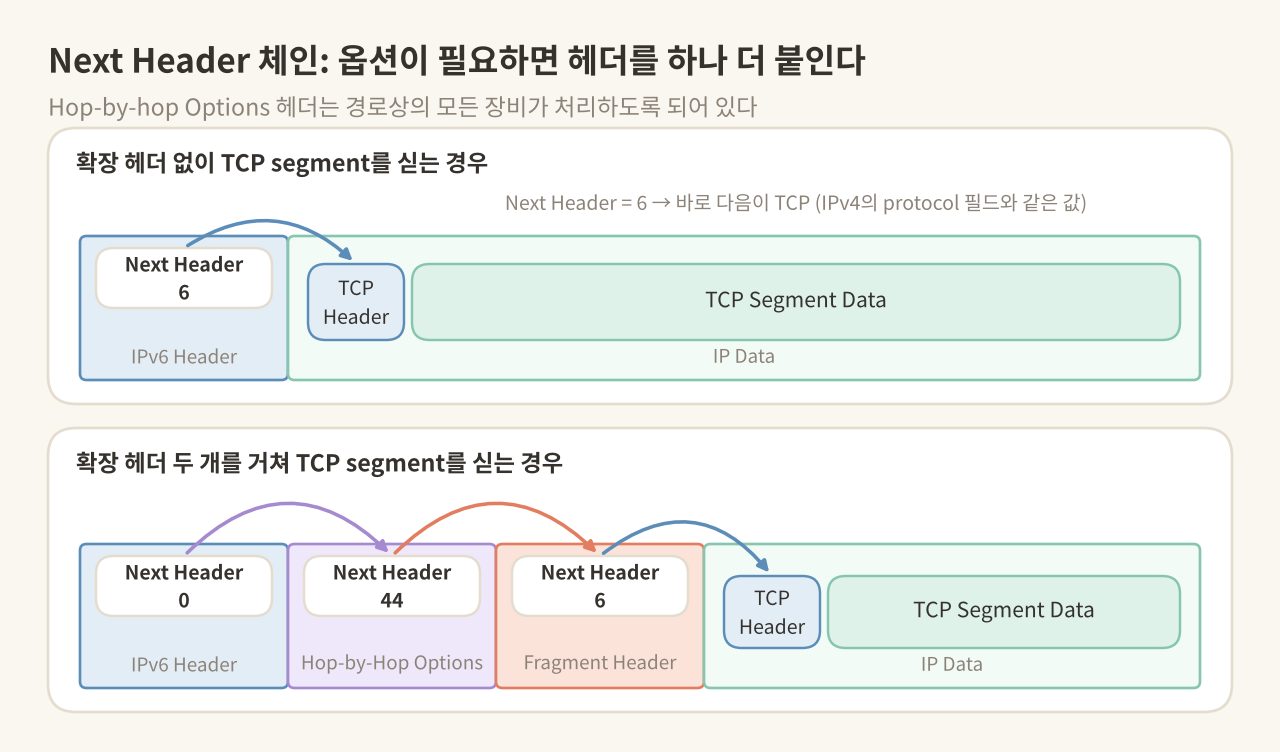 Next Header 체인: 옵션이 필요하면 헤더를 하나 더 붙인다
Hop-by-hop Options 헤더는 경로상의 모든 장비가 처리하도록 되어 있다
확장 헤더 없이 TCP segment를 싣는 경우
Next Header = 6 → 바로 다음이 TCP (IPv4의 protocol 필드와 같은 값)
Next Header
6
IPv6 Header
TCP
Header
TCP Segment Data
IP Data
확장 헤더 두 개를 거쳐 TCP segment를 싣는 경우
Next Header
0
IPv6 Header
Next Header
44
Hop-by-Hop Options
Next Header
6
Fragment Header
TCP
Header
TCP Segment Data
IP Data